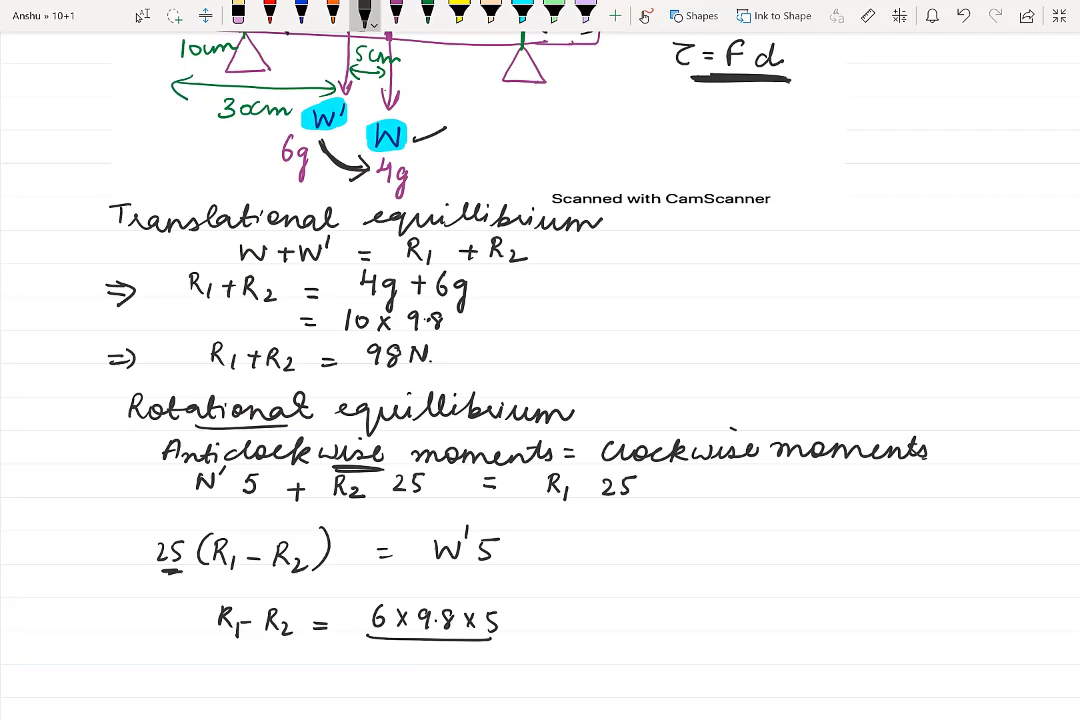 Anshu » 10+1
Shapes
Ink to Shape
10cm
5cm
τ = F d
30cm
W'
W
6g
4g
Scanned with CamScanner
Translational equillibrium
W + W' = R1 + R2
⇒ R1 + R2 = 4g + 6g
= 10 × 9.8
⇒ R1 + R2 = 98 N.
Rotational equillibrium
Anticlockwise moments = clockwise moments
W' 5 + R2 25 = R1 25
25 (R1 - R2) = W' 5
R1 - R2 = 6 × 9.8 × 5